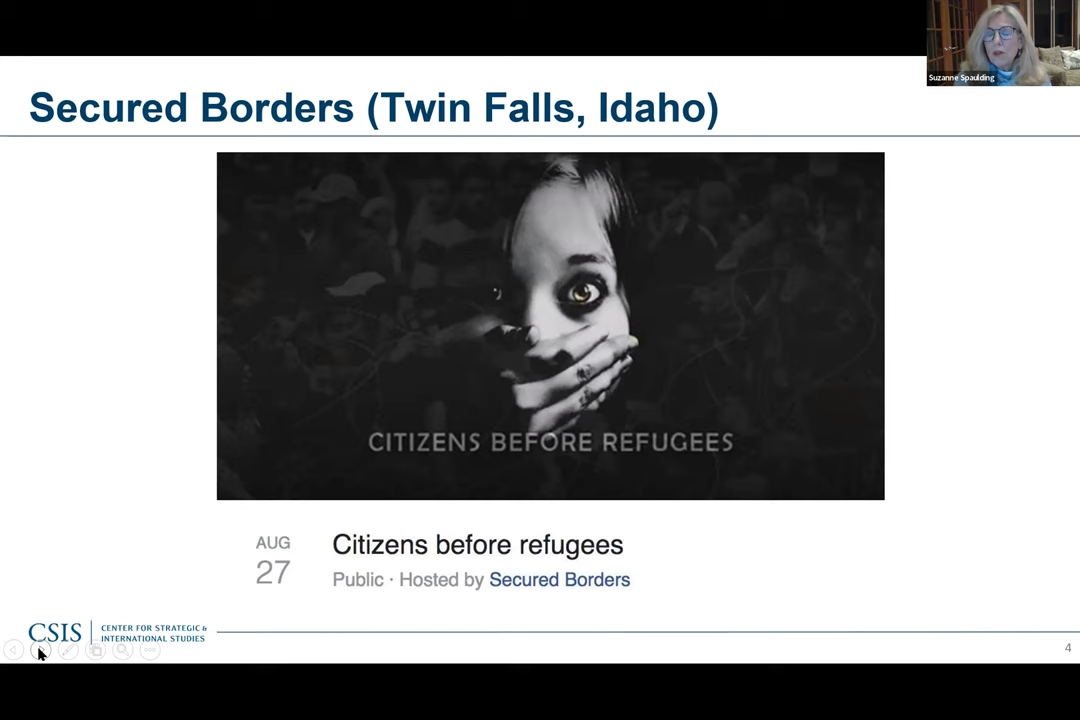 Suzanne Spaulding
Secured Borders (Twin Falls, Idaho)
CITIZENS BEFORE REFUGEES
AUG
27
Citizens before refugees
Public · Hosted by Secured Borders
CSIS
CENTER FOR STRATEGIC &
INTERNATIONAL STUDIES
4